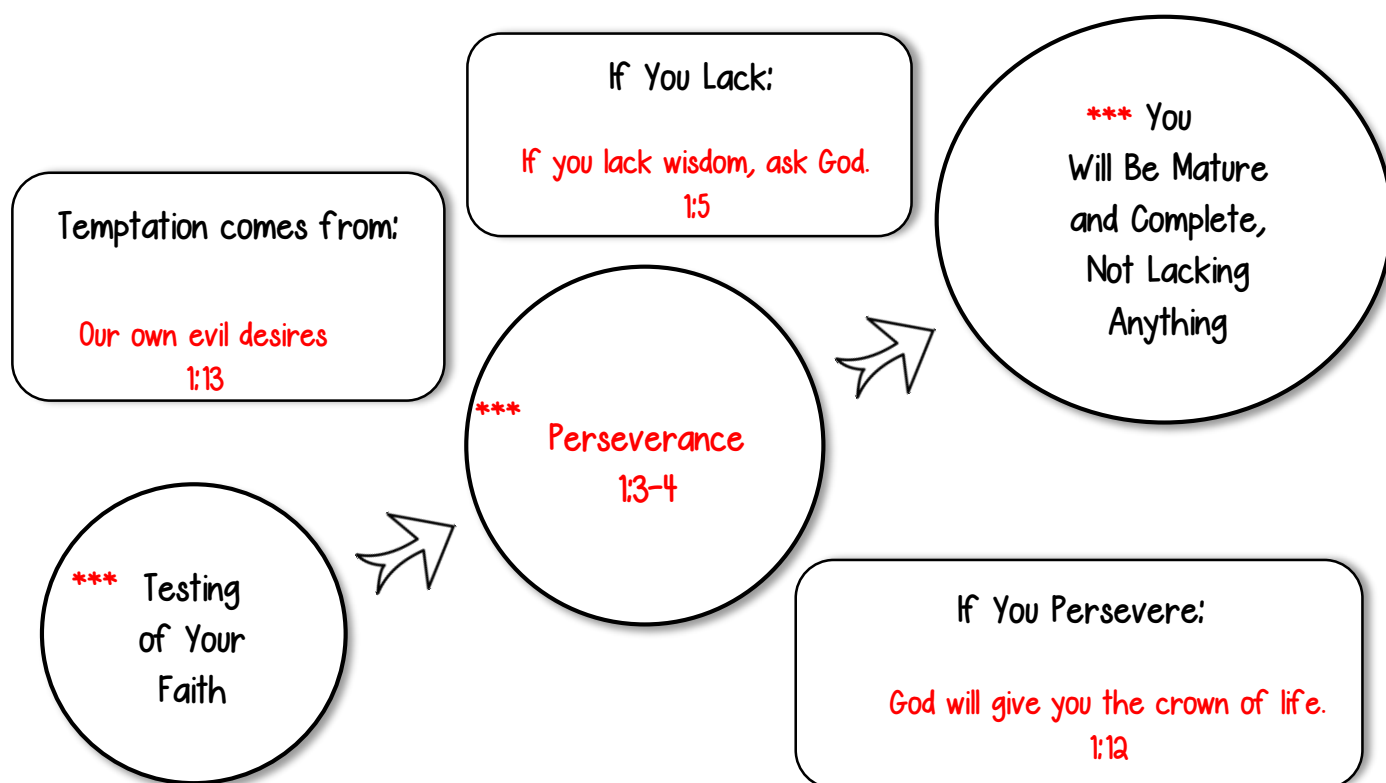 If You Lack:
If you lack wisdom, ask God.
1:5
*** You
Will Be Mature
and Complete,
Not Lacking
Anything
Temptation comes from:
Our own evil desires
1:13
***
Perseverance
1:3-4
*** Testing
of Your
Faith
If You Persevere:
God will give you the crown of life.
1:12